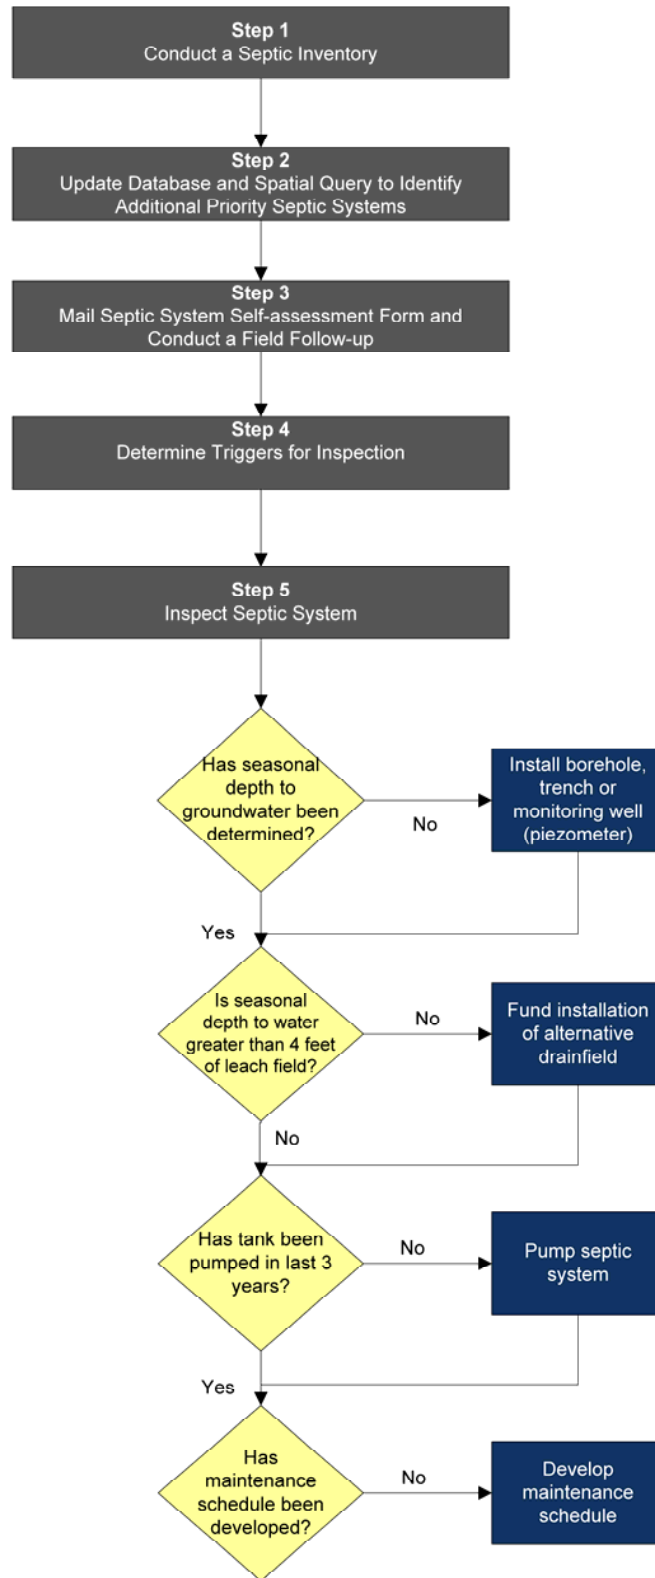 Step 1
Conduct a Septic Inventory
Step 2
Update Database and Spatial Query to Identify
Additional Priority Septic Systems
Step 3
Mail Septic System Self-assessment Form and
Conduct a Field Follow-up
Step 4
Determine Triggers for Inspection
Step 5
Inspect Septic System
Has seasonal
depth to
groundwater been
determined?
No
Install borehole,
trench or
monitoring well
(piezometer)
Yes
Is seasonal
depth to water
greater than 4 feet
of leach field?
No
Fund installation
of alternative
drainfield
No
Has tank been
pumped in last 3
years?
No
Pump septic
system
Yes
Has
maintenance
schedule been
developed?
No
Develop
maintenance
schedule